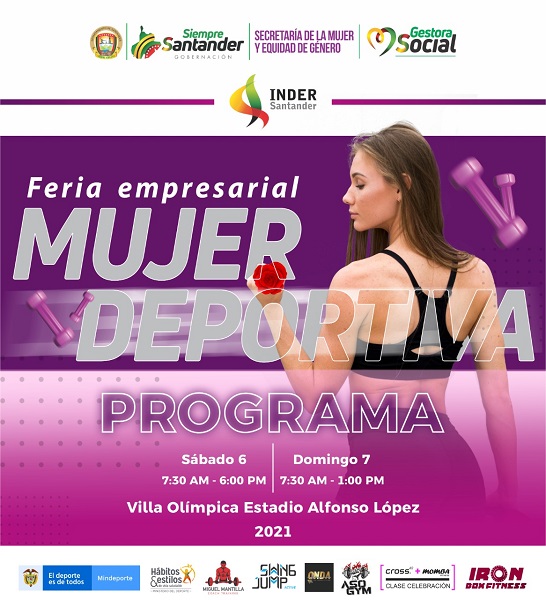 Siempre
Santander
GOBERNACIÓN
SECRETARÍA DE LA MUJER
Y EQUIDAD DE GÉNERO
Gestora
Social
INDER
Santander
Feria empresarial
MUJER
DEPORTIVA
PROGRAMA
Sábado 6
7:30 AM - 6:00 PM
Domingo 7
7:30 AM - 1:00 PM
Villa Olímpica Estadio Alfonso López
2021
El deporte
es de todos
Mindeporte
Hábitos
&estilos
MIGUEL MANTILLA
SWING
JUMP
ONDA
GYM
cross + momba
CLASE CELEBRACIÓN
IRON
BOX FITNESS